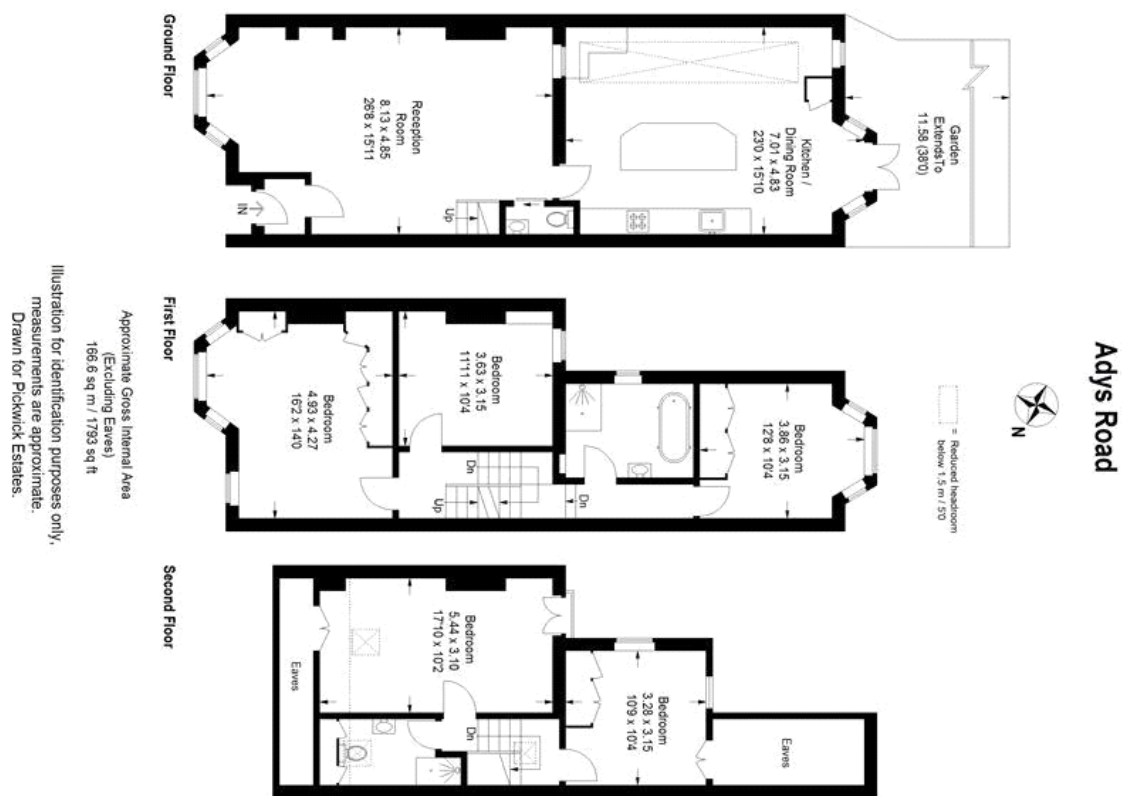 Adys Road
N
= Reduced headroom
below 1.5 m / 5'0
Garden
Extends To
11.58 (38'0)
Kitchen /
Dining Room
7.01 x 4.83
23'0 x 15'10
Reception
Room
8.13 x 4.85
26'8 x 15'11
Up
IN
Ground Floor
Bedroom
3.86 x 3.15
12'8 x 10'4
Dn
Bedroom
3.63 x 3.15
11'11 x 10'4
Dn
Up
Bedroom
4.93 x 4.27
16'2 x 14'0
First Floor
Eaves
Bedroom
3.28 x 3.15
10'9 x 10'4
Bedroom
5.44 x 3.10
17'10 x 10'2
Dn
Eaves
Second Floor
Approximate Gross Internal Area
(Excluding Eaves)
166.6 sq m / 1793 sq ft
Illustration for identification purposes only,
measurements are approximate.
Drawn for Pickwick Estates.